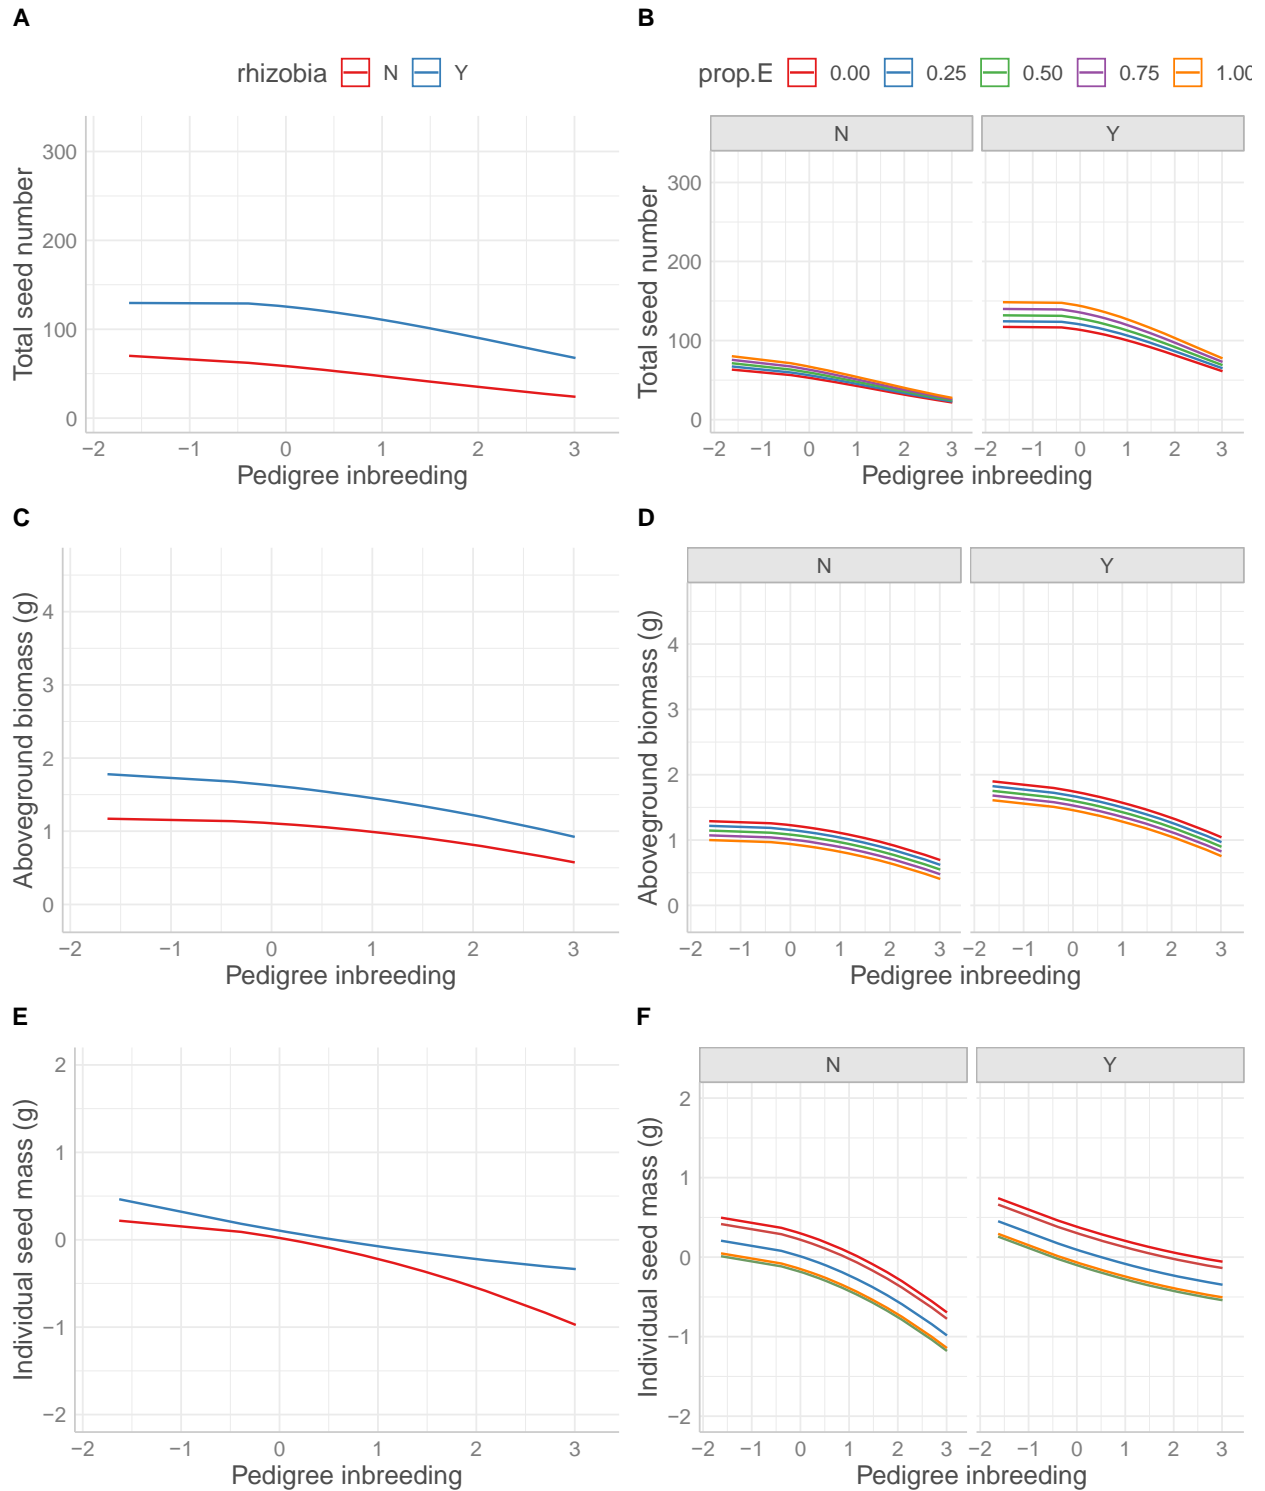 A
B
rhizobia N Y
prop.E 0.00 0.25 0.50 0.75 1.00
N Y
Total seed number
300
200
100
0
−2 −1 0 1 2 3
Pedigree inbreeding
Total seed number
300
200
100
0
−2 −1 0 1 2 3 −2 −1 0 1 2 3
Pedigree inbreeding
C
D
N Y
Aboveground biomass (g)
4
3
2
1
0
−2 −1 0 1 2 3
Pedigree inbreeding
Aboveground biomass (g)
4
3
2
1
0
−2 −1 0 1 2 3 −2 −1 0 1 2 3
Pedigree inbreeding
E
F
N Y
Individual seed mass (g)
2
1
0
−1
−2
−2 −1 0 1 2 3
Pedigree inbreeding
Individual seed mass (g)
2
1
0
−1
−2
−2 −1 0 1 2 3 −2 −1 0 1 2 3
Pedigree inbreeding